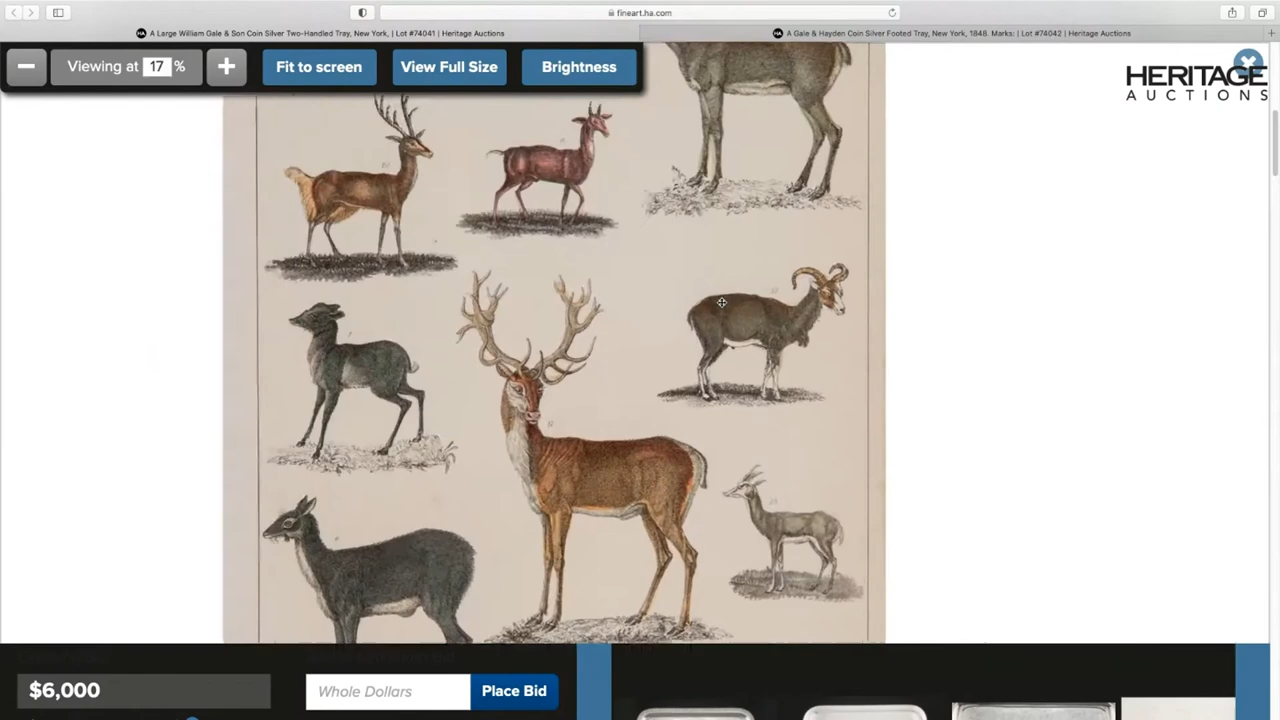 fineart.ha.com
A Large William Gale & Son Coin Silver Two-Handled Tray, New York, | Lot #74041 | Heritage Auctions
A Gale & Hayden Coin Silver Footed Tray, New York, 1848. Marks: | Lot #74042 | Heritage Auctions
Viewing at 17 %
Fit to screen
View Full Size
Brightness
HERITAGE
AUCTIONS
$6,000
Whole Dollars
Place Bid